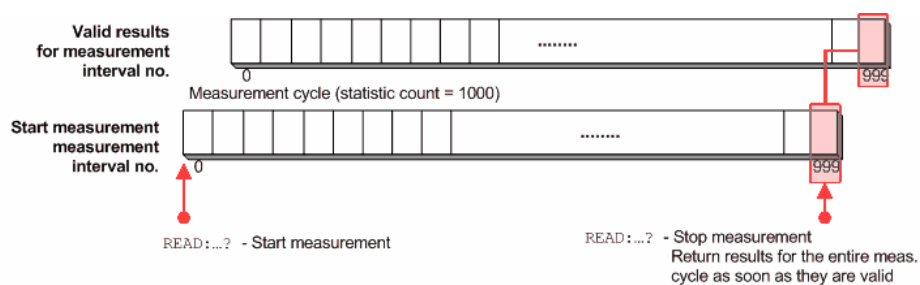 Valid results
for measurement
interval no.
........
0
999
Measurement cycle (statistic count = 1000)
Start measurement
measurement
interval no.
........
0
999
READ:…? - Start measurement
READ:…? - Stop measurement
Return results for the entire meas.
cycle as soon as they are valid